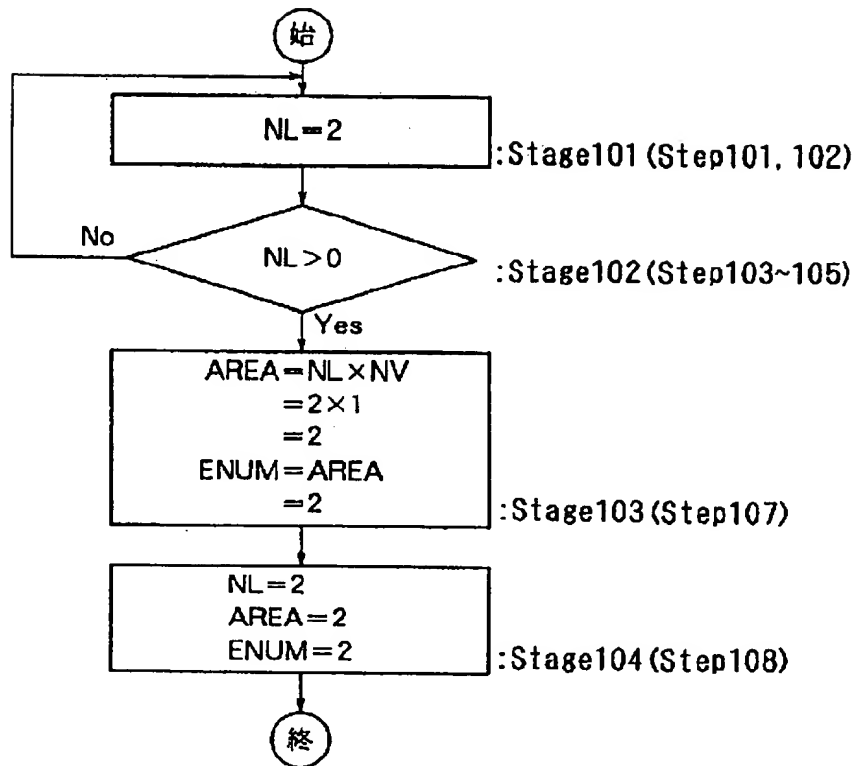 始
NL=2
:Stage101(Step101, 102)
No
NL>0
:Stage102(Step103~105)
Yes
AREA=NL×NV
=2×1
=2
ENUM=AREA
=2
:Stage103(Step107)
NL=2
AREA=2
ENUM=2
:Stage104(Step108)
終